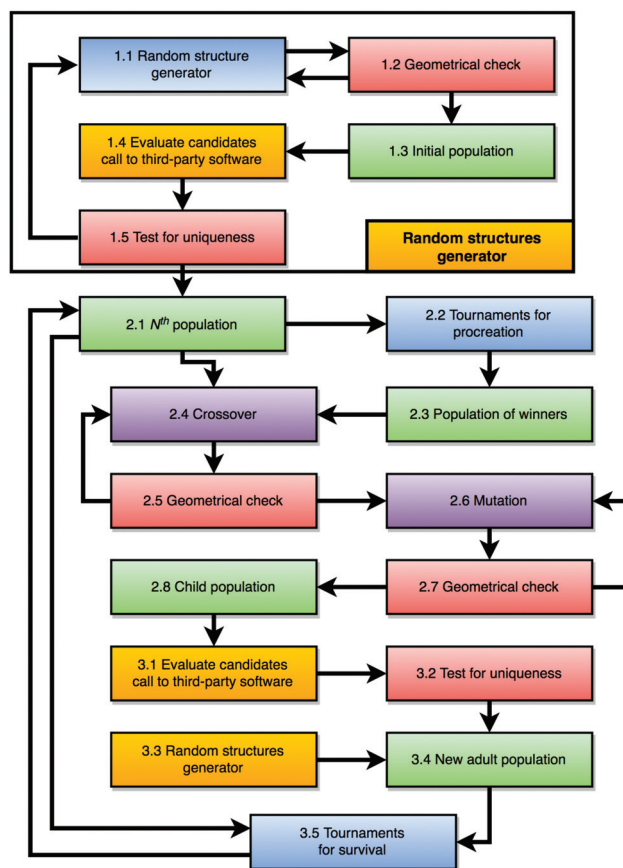 1.1 Random structure
generator
1.2 Geometrical check
1.4 Evaluate candidates
call to third-party software
1.3 Initial population
1.5 Test for uniqueness
Random structures
generator
2.1 Nth population
2.2 Tournaments for
procreation
2.4 Crossover
2.3 Population of winners
2.5 Geometrical check
2.6 Mutation
2.8 Child population
2.7 Geometrical check
3.1 Evaluate candidates
call to third-party software
3.2 Test for uniqueness
3.3 Random structures
generator
3.4 New adult population
3.5 Tournaments
for survival